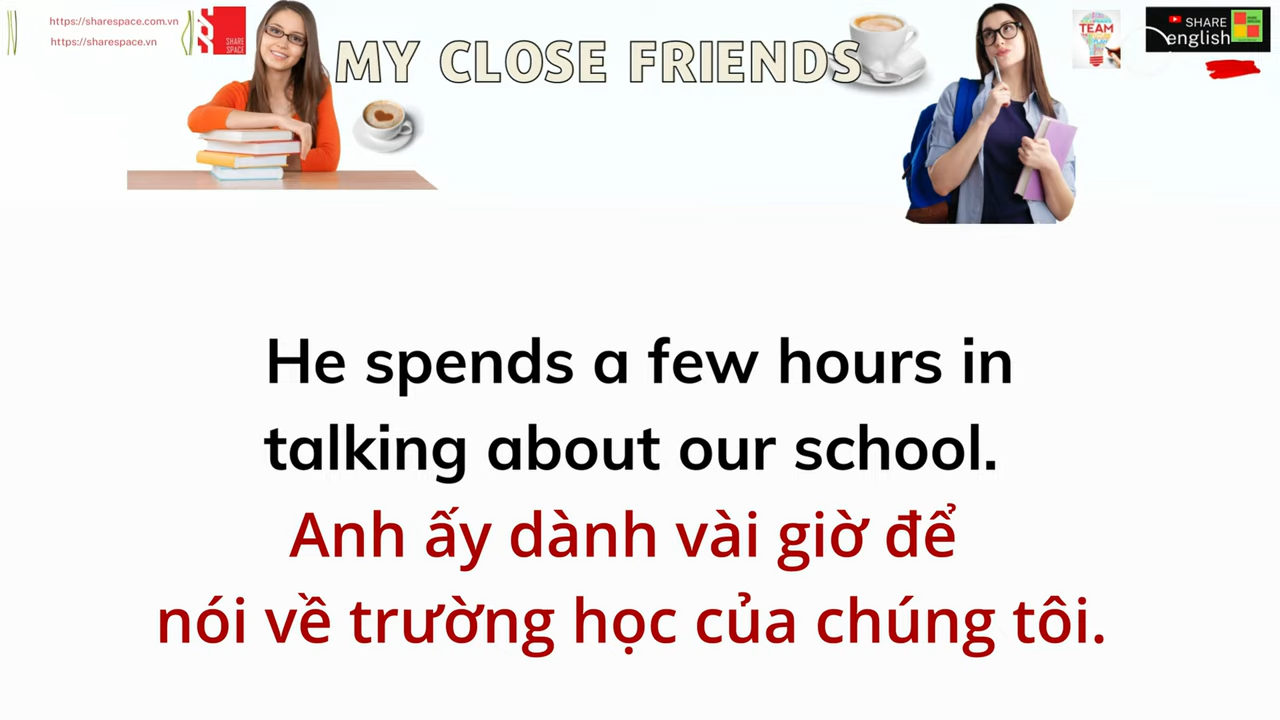 https://sharespace.com.vn
https://sharespace.vn
SHARE
SPACE
MY CLOSE FRIENDS
TEAM
SHARE
english
He spends a few hours in
talking about our school.
Anh ấy dành vài giờ để
nói về trường học của chúng tôi.